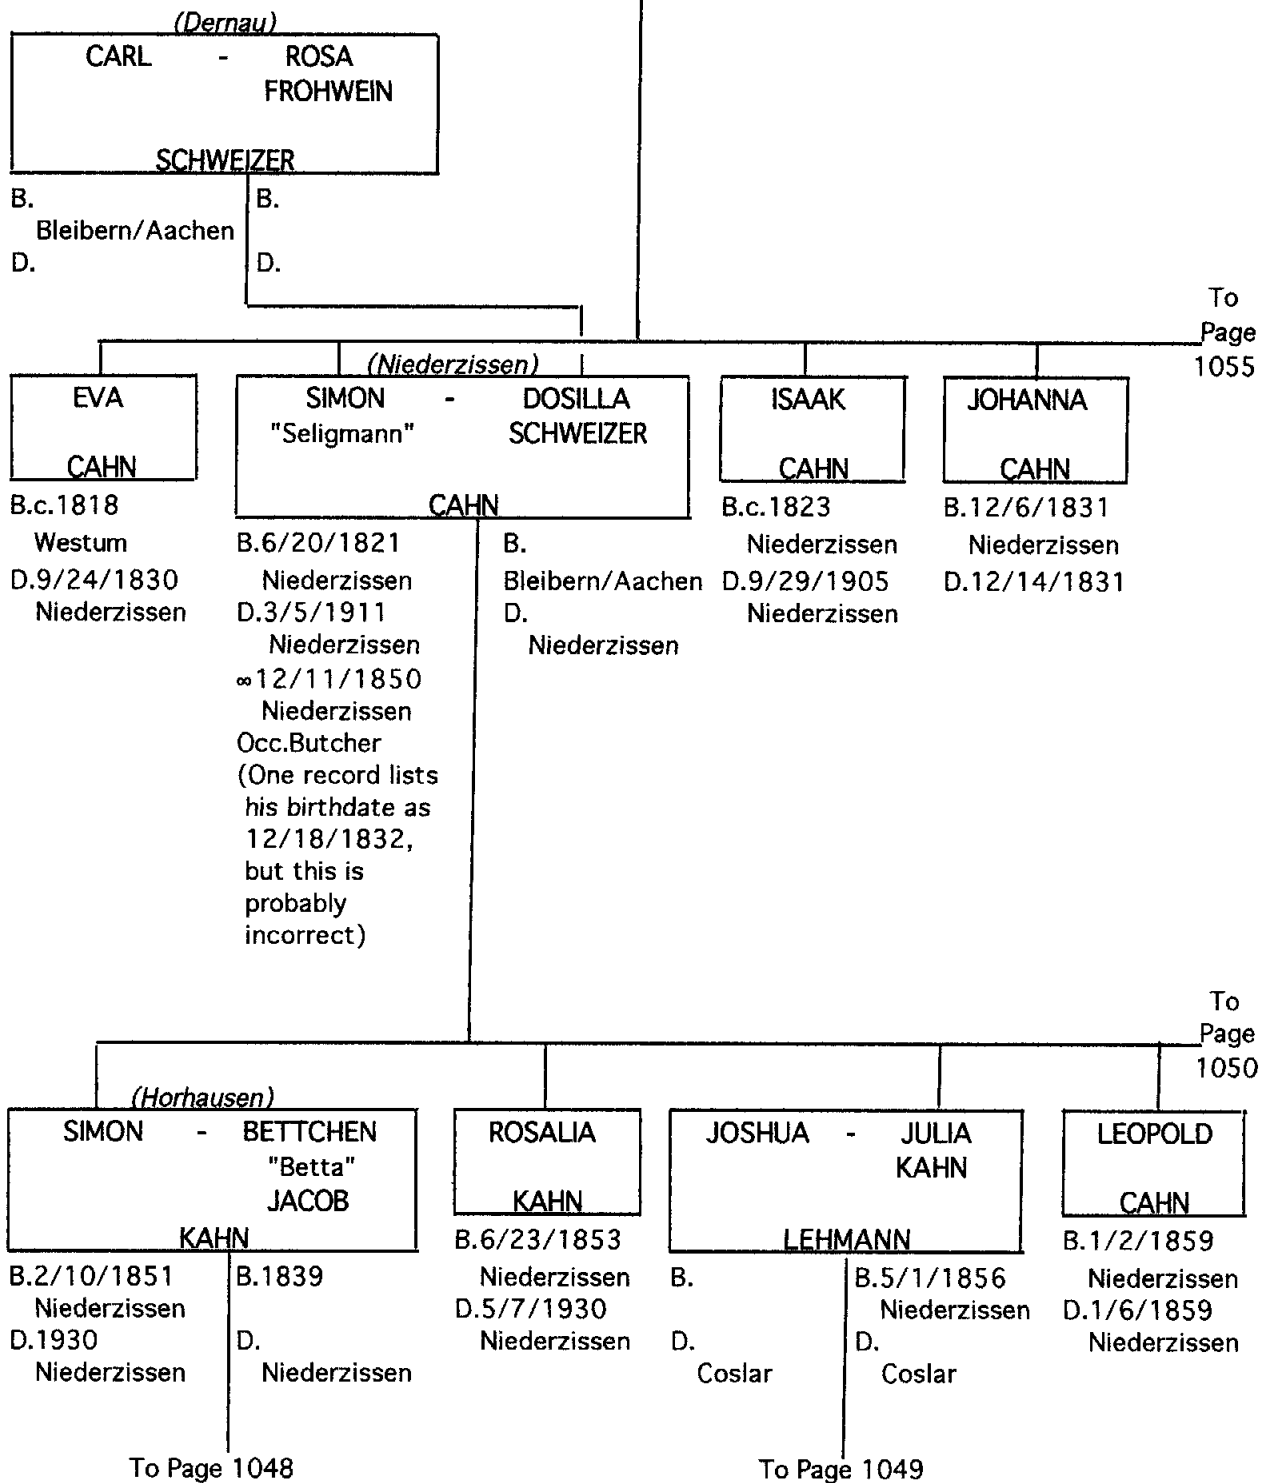 (Dernau)
CARL - ROSA
FROHWEIN
SCHWEIZER
B.
Bleibern/Aachen
D.
B.
D.
To
Page
1055
EVA
CAHN
B.c.1818
Westum
D.9/24/1830
Niederzissen
(Niederzissen)
SIMON - DOSILLA
"Seligmann" SCHWEIZER
CAHN
B.6/20/1821
Niederzissen
D.3/5/1911
Niederzissen
∞12/11/1850
Niederzissen
Occ.Butcher
(One record lists
his birthdate as
12/18/1832,
but this is
probably
incorrect)
B.
Bleibern/Aachen
D.
Niederzissen
ISAAK
CAHN
B.c.1823
Niederzissen
D.9/29/1905
Niederzissen
JOHANNA
CAHN
B.12/6/1831
Niederzissen
D.12/14/1831
To
Page
1050
(Horhausen)
SIMON - BETTCHEN
"Betta"
JACOB
KAHN
B.2/10/1851
Niederzissen
D.1930
Niederzissen
B.1839
D.
Niederzissen
To Page 1048
ROSALIA
KAHN
B.6/23/1853
Niederzissen
D.5/7/1930
Niederzissen
JOSHUA - JULIA
KAHN
LEHMANN
B.
D.
Coslar
B.5/1/1856
Niederzissen
D.
Coslar
To Page 1049
LEOPOLD
CAHN
B.1/2/1859
Niederzissen
D.1/6/1859
Niederzissen